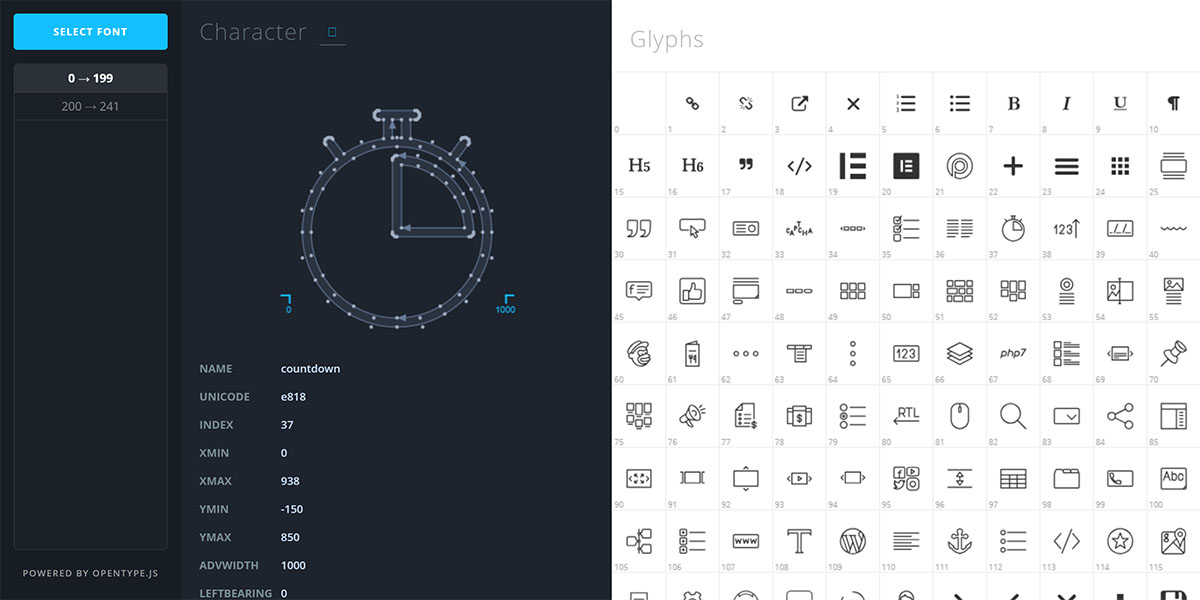 SELECT FONT
0 → 199
200 → 241
POWERED BY OPENTYPE.JS
Character
0
1000
NAME countdown
UNICODE e818
INDEX 37
XMIN 0
XMAX 938
YMIN -150
YMAX 850
ADVWIDTH 1000
LEFTBEARING 0
Glyphs
B I U ¶
0 1 2 3 4 5 6 7 8 9 10
H5 H6 </>
15 16 17 18 19 20 21 22 23 24 25
CAPTCHA 123
30 31 32 33 34 35 36 37 38 39 40
f
45 46 47 48 49 50 51 52 53 54 55
123 php7
60 61 62 63 64 65 66 67 68 69 70
$ $ RTL
75 76 77 78 79 80 81 82 83 84 85
Abc
90 91 92 93 94 95 96 97 98 99 100
www T </>
105 106 107 108 109 110 111 112 113 114 115